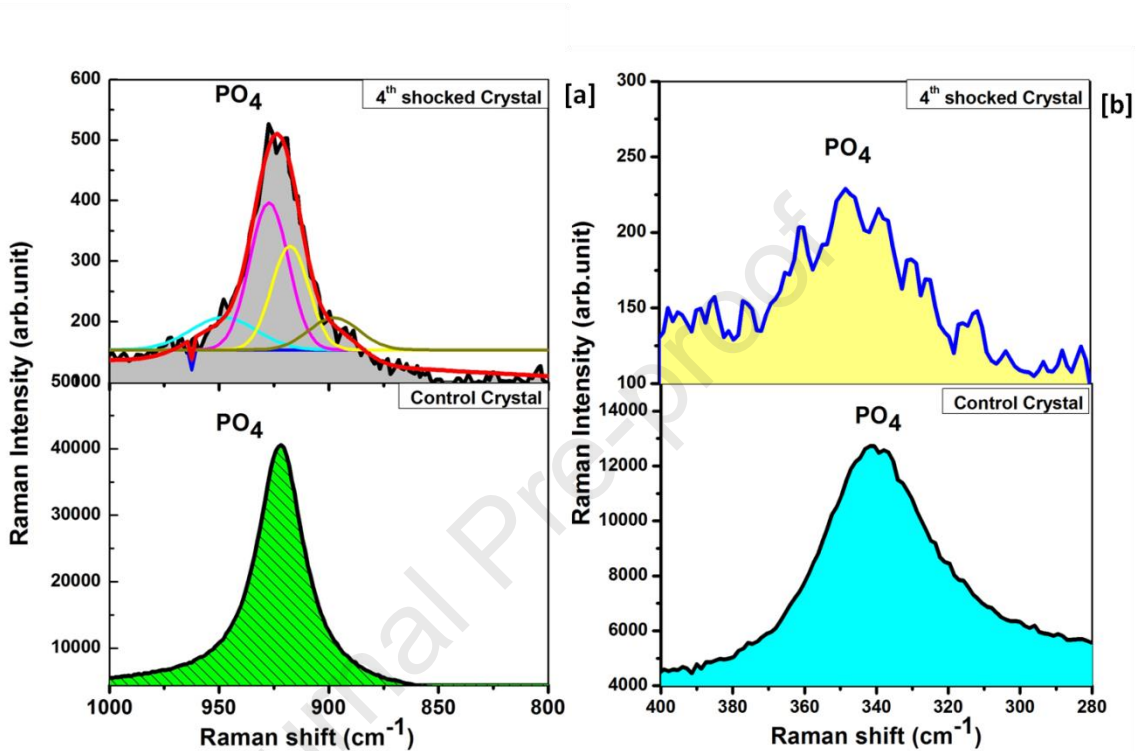 600
PO4
4th shocked Crystal
[a]
500
400
300
200
100
Raman Intensity (arb.unit)
50000
PO4
Control Crystal
40000
30000
20000
10000
1000 950 900 850 800
Raman shift (cm-1)
300
4th shocked Crystal
[b]
PO4
250
200
150
100
Raman Intensity (arb.unit)
14000
Control Crystal
PO4
12000
10000
8000
6000
4000
400 380 360 340 320 300 280
Raman shift (cm-1)
rnal Pre-proof